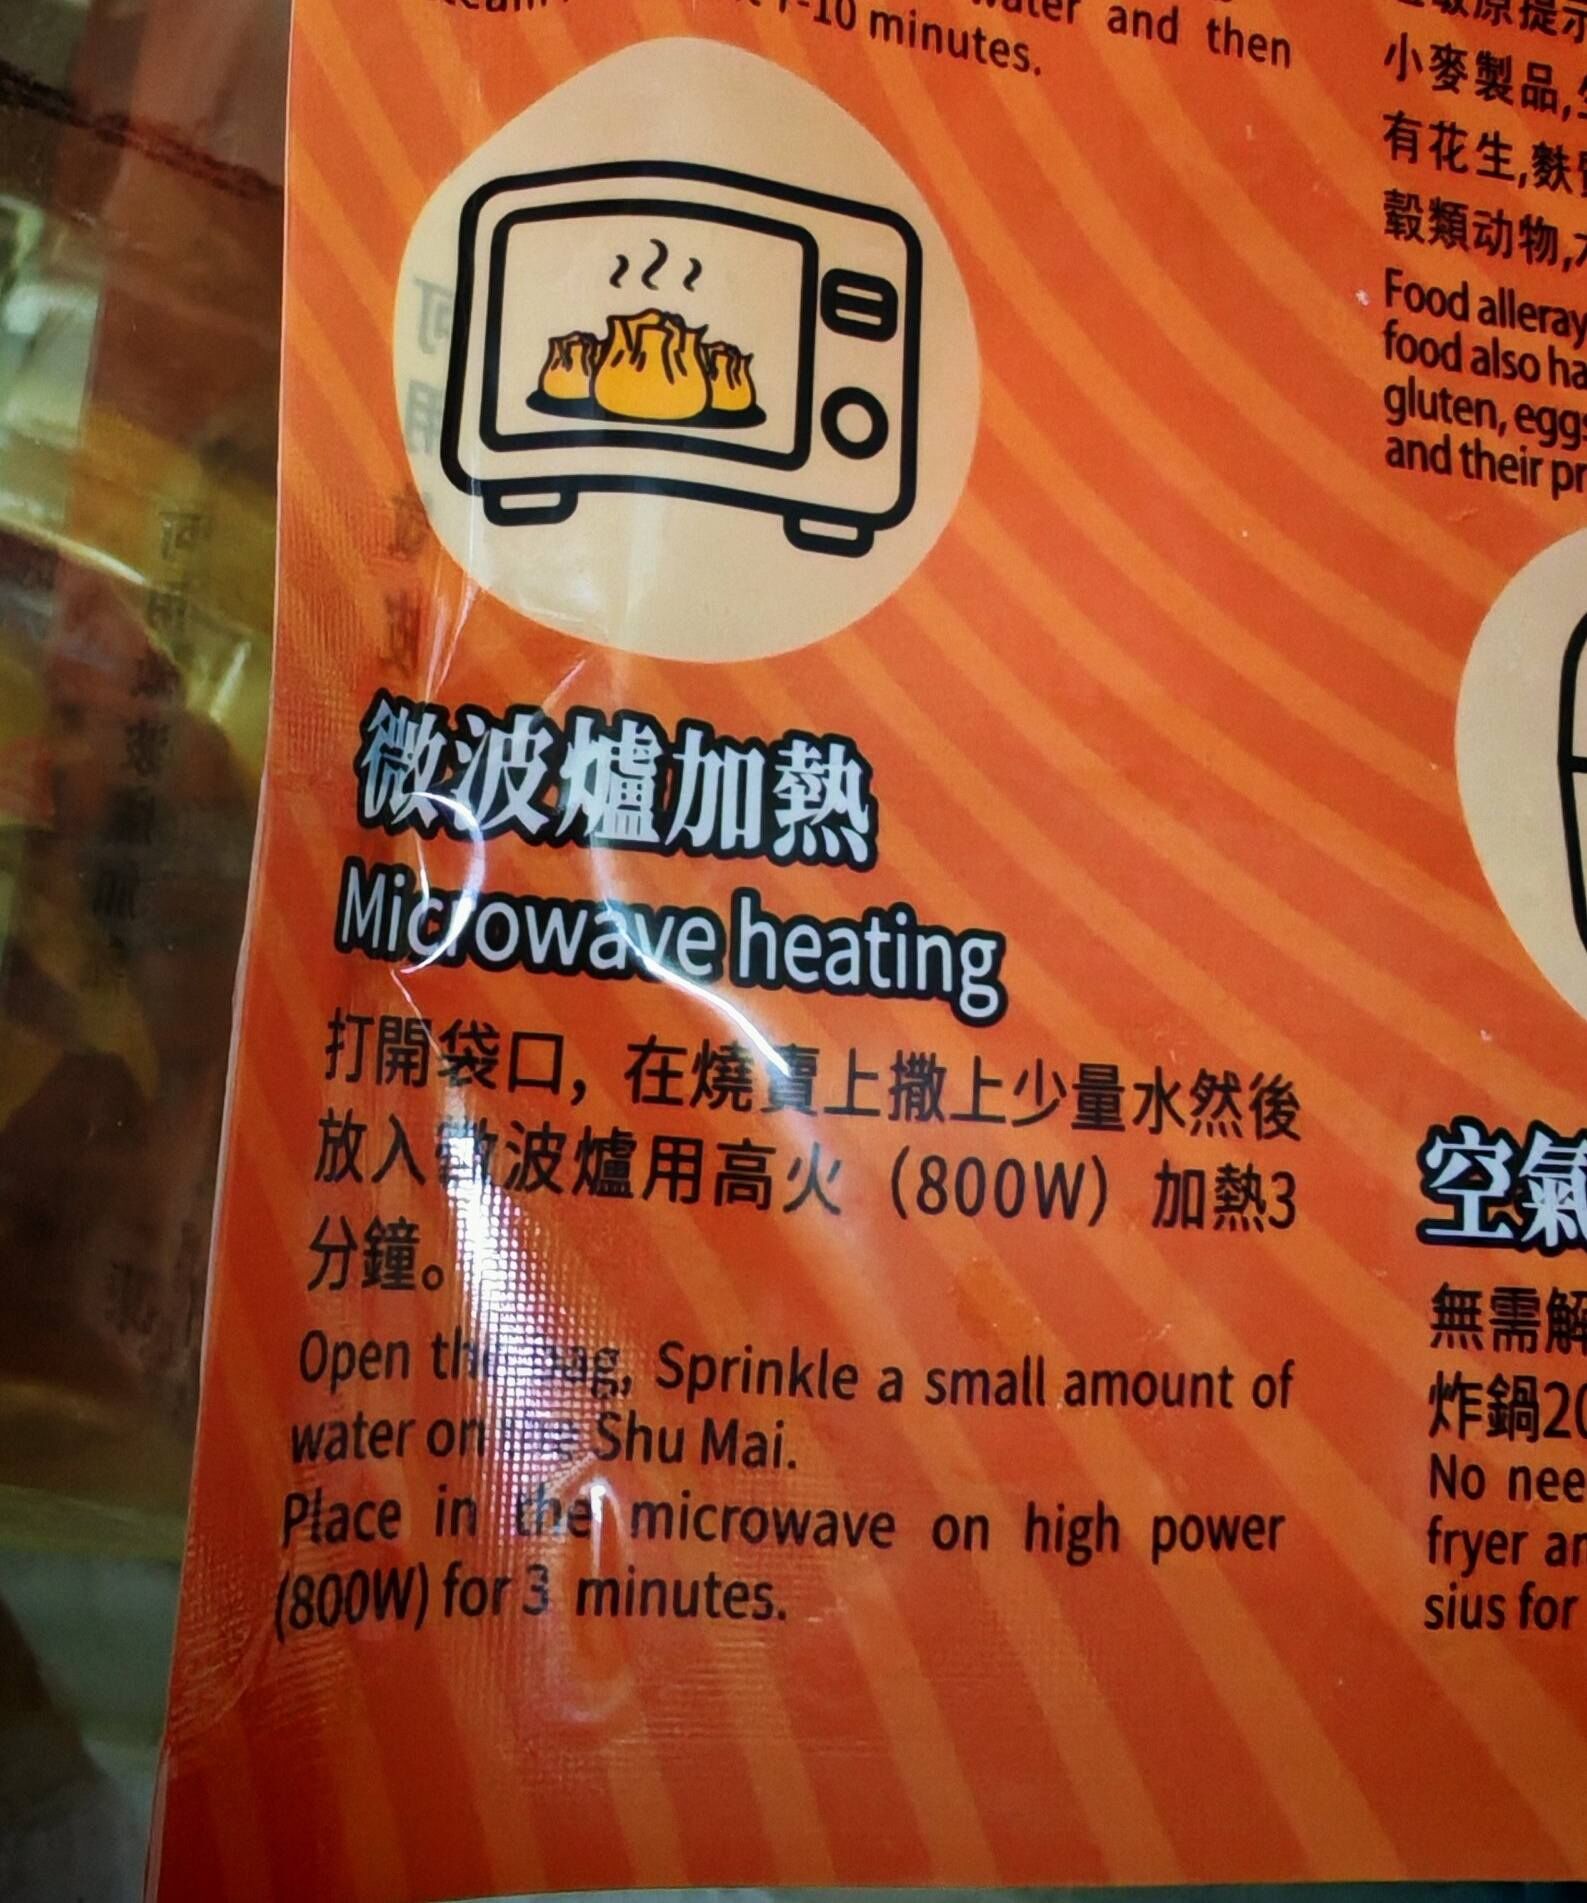 water and then
-10 minutes.
小麥製品,
有花生,麩
穀類动物,
Food alleray
food also ha
gluten, eggs
and their pr
微波爐加熱
Microwave heating
打開袋口，在燒賣上撒上少量水然後
放入微波爐用高火（800W）加熱3
分鐘。
Open the bag, Sprinkle a small amount of
water on the Shu Mai.
Place in the microwave on high power
(800W) for 3 minutes.
空氣
無需解
炸鍋20
No nee
fryer an
sius for